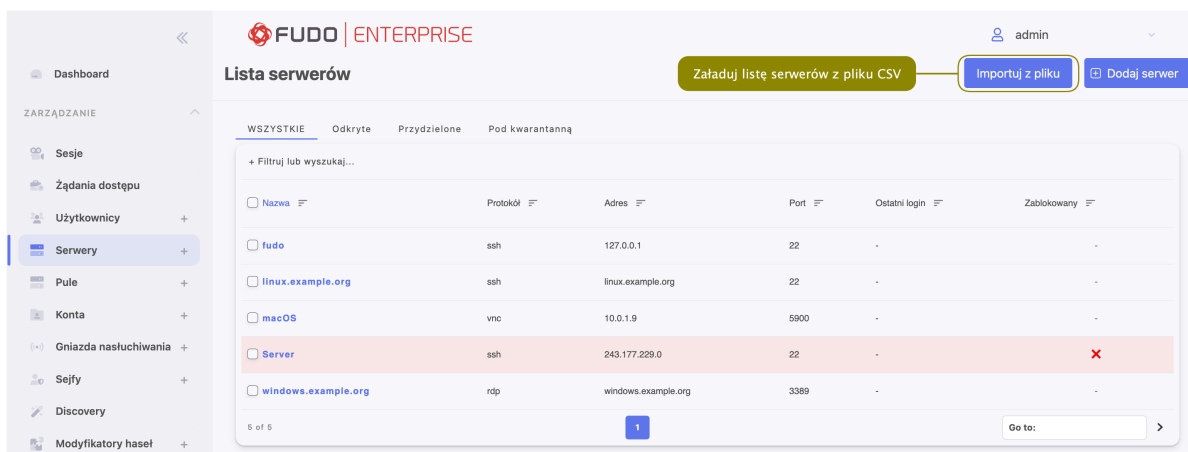 FUDO ENTERPRISE
admin
Dashboard
Lista serwerów
Załaduj listę serwerów z pliku CSV
Importuj z pliku
Dodaj serwer
ZARZĄDZANIE
WSZYSTKIE Odkryte Przydzielone Pod kwarantanną
Sesje
+ Filtruj lub wyszukaj...
Żądania dostępu
Nazwa Protokół Adres Port Ostatni login Zablokowany
Użytkownicy +
Serwery +
fudo ssh 127.0.0.1 22 - -
Pule +
linux.example.org ssh linux.example.org 22 - -
Konta +
macOS vnc 10.0.1.9 5900 - -
Gniazda nasłuchiwania +
Server ssh 243.177.229.0 22 -
Sejfy +
windows.example.org rdp windows.example.org 3389 - -
Discovery
5 of 5 1 Go to:
Modyfikatory haseł +